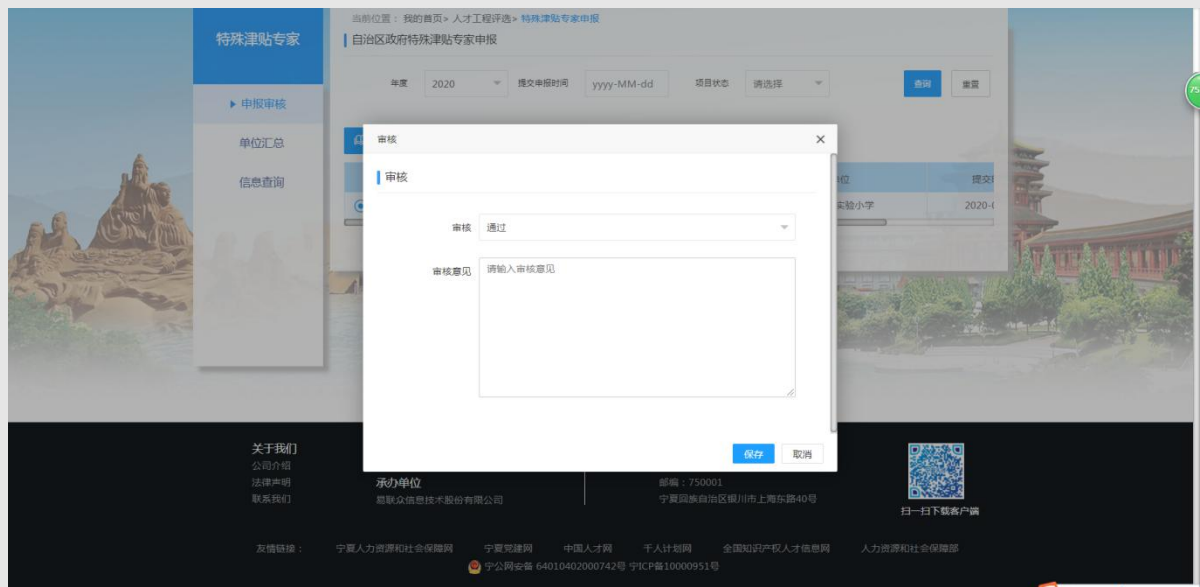 当前位置： 我的首页> 人才工程评选> 特殊津贴专家申报
特殊津贴专家
自治区政府特殊津贴专家申报
年度 2020 提交申报时间 yyyy-MM-dd 项目状态 请选择 查询 重置
申报审核
单位汇总
信息查询
审核
审核
位 提交
实验小学 2020-
审核 通过
审核意见 请输入审核意见
保存 取消
关于我们
公司介绍
法律声明
联系我们
承办单位
易联众信息技术股份有限公司
邮编：750001
宁夏回族自治区银川市上海东路40号
扫一扫下载客户端
友情链接： 宁夏人力资源和社会保障网 宁夏党建网 中国人才网 千人计划网 全国知识产权人才信息网 人力资源和社会保障部
宁公网安备 64010402000742号 宁ICP备10000951号
75